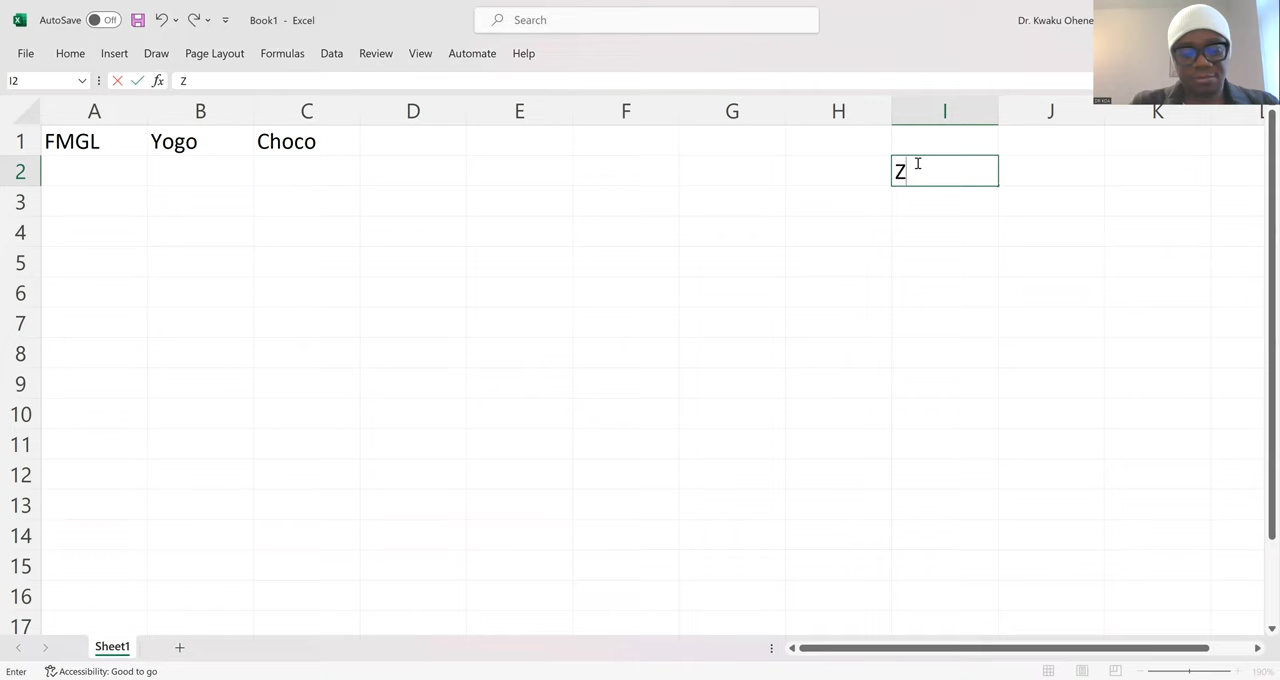 AutoSave Off Book1 - Excel Search Dr. Kwaku Ohene
File Home Insert Draw Page Layout Formulas Data Review View Automate Help
I2 fx Z
A B C D E F G H I J K
1 FMGL Yogo Choco
2 Z
3
4
5
6
7
8
9
10
11
12
13
14
15
16
17
Sheet1
Enter Accessibility: Good to go 190%